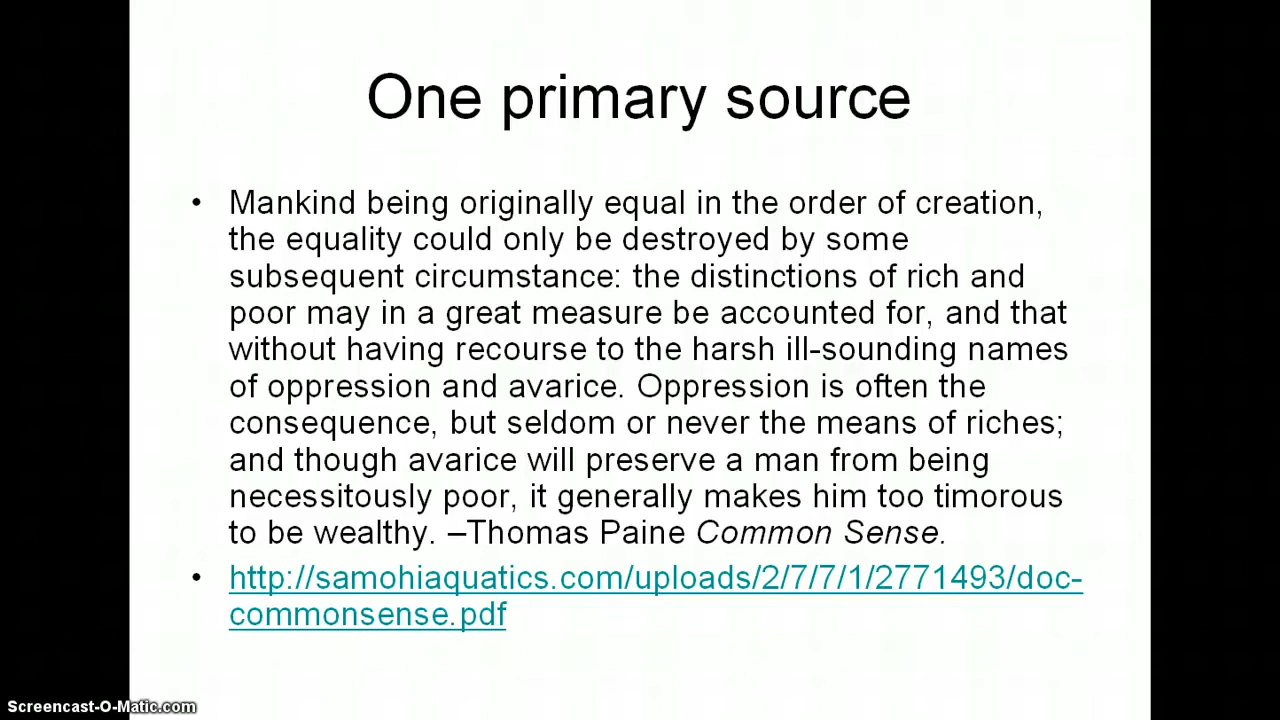 One primary source
• Mankind being originally equal in the order of creation,
the equality could only be destroyed by some
subsequent circumstance: the distinctions of rich and
poor may in a great measure be accounted for, and that
without having recourse to the harsh ill-sounding names
of oppression and avarice. Oppression is often the
consequence, but seldom or never the means of riches;
and though avarice will preserve a man from being
necessitously poor, it generally makes him too timorous
to be wealthy. –Thomas Paine Common Sense.
• http://samohiaquatics.com/uploads/2/7/7/1/2771493/doc-
commonsense.pdf
Screencast-O-Matic.com